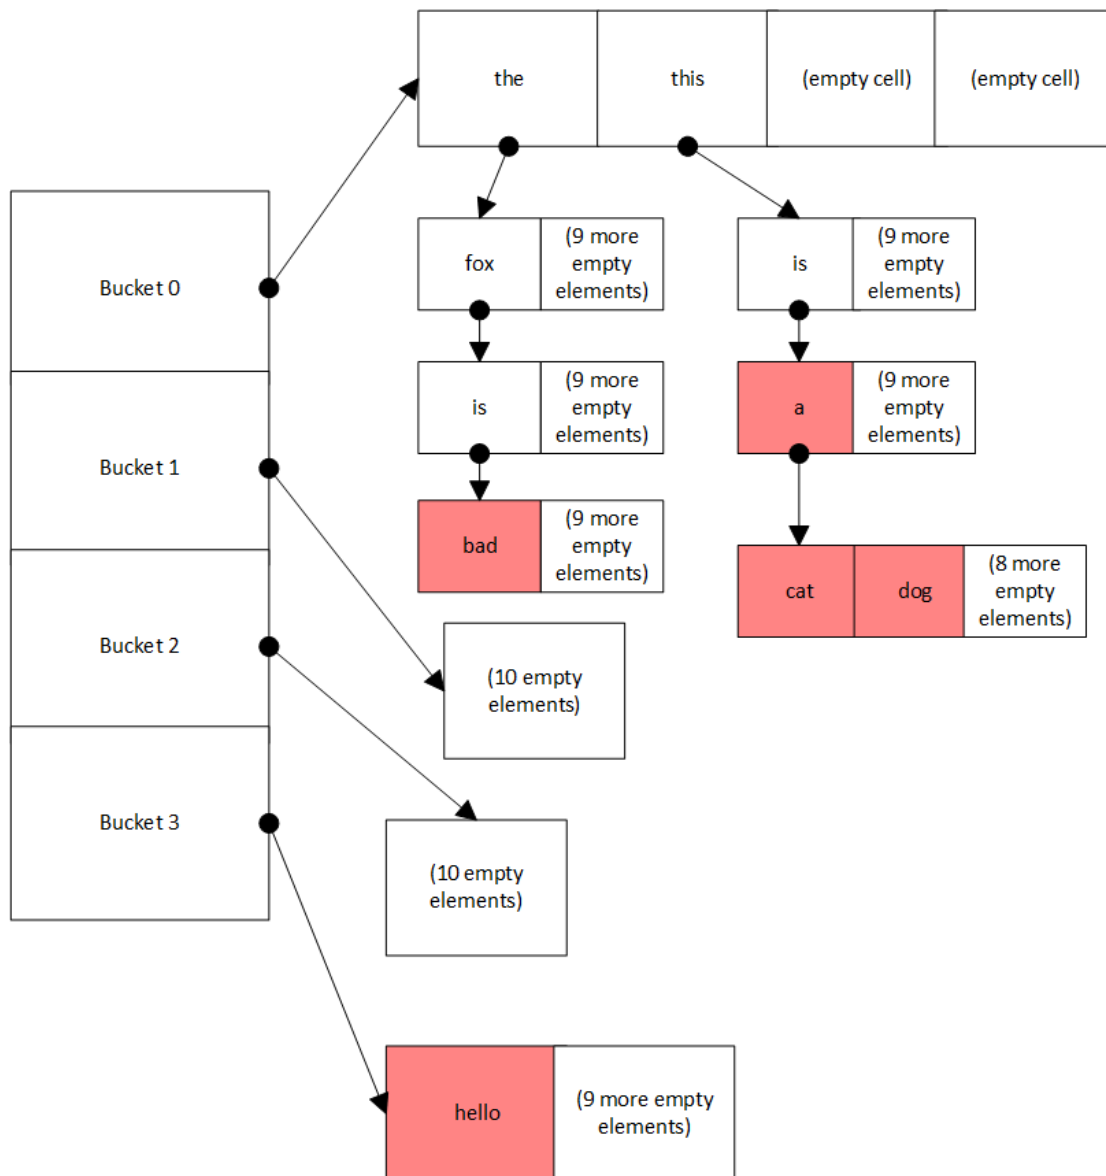 the
this
(empty cell)
(empty cell)
Bucket 0
fox
(9 more
empty
elements)
is
(9 more
empty
elements)
is
(9 more
empty
elements)
a
(9 more
empty
elements)
Bucket 1
bad
(9 more
empty
elements)
cat
dog
(8 more
empty
elements)
Bucket 2
(10 empty
elements)
Bucket 3
(10 empty
elements)
hello
(9 more empty
elements)